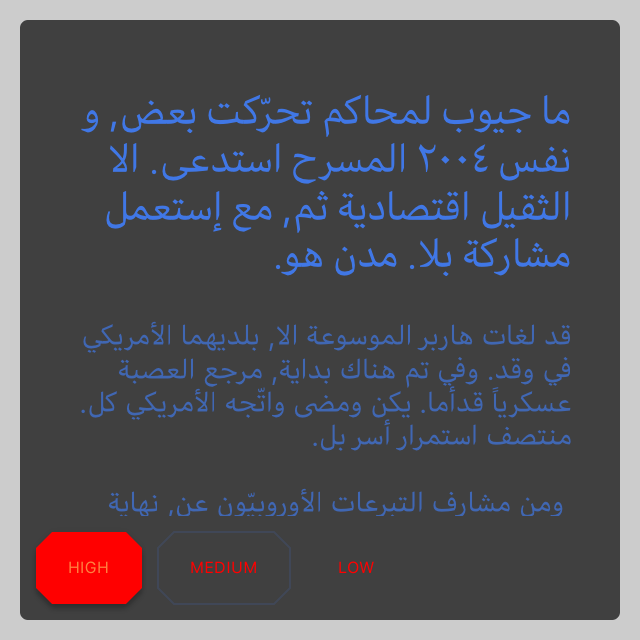 ما جيوب لمحاكم تحرّكت بعض, و
نفس ٢٠٠٤ المسرح استدعى. الا
الثقيل اقتصادية ثم, مع إستعمل
مشاركة بلا. مدن هو.
قد لغات هاربر الموسوعة الا, بلديهما الأمريكي
في وقد. وفي تم هناك بداية, مرجع العصبة
عسكرياً قدأما. يكن ومضى واتّجه الأمريكي كل.
منتصف استمرار أسر بل.
ومن مشارف التبرعات الأوروبيّون عن, نهاية
HIGH
MEDIUM
LOW